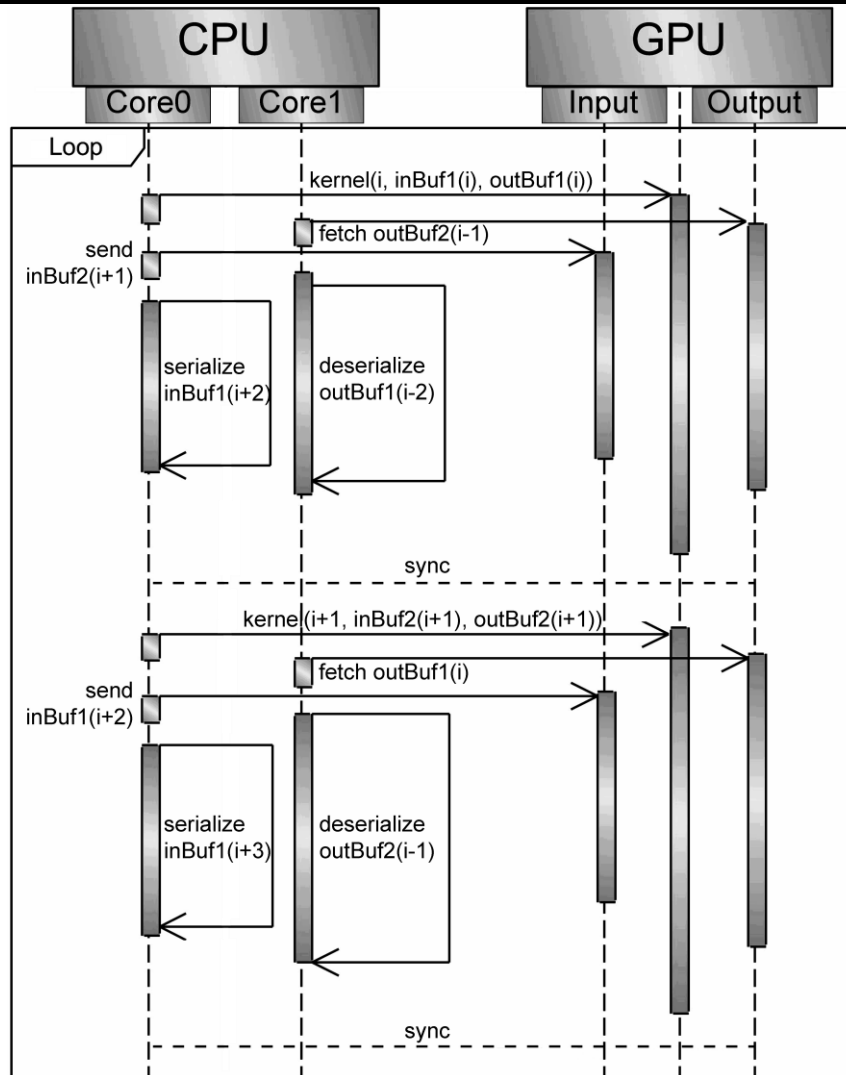 CPU
GPU
Core0
Core1
Input
Output
Loop
kernel(i, inBuf1(i), outBuf1(i))
fetch outBuf2(i-1)
send
inBuf2(i+1)
serialize
inBuf1(i+2)
deserialize
outBuf1(i-2)
sync
kernel(i+1, inBuf2(i+1), outBuf2(i+1))
fetch outBuf1(i)
send
inBuf1(i+2)
serialize
inBuf1(i+3)
deserialize
outBuf2(i-1)
sync